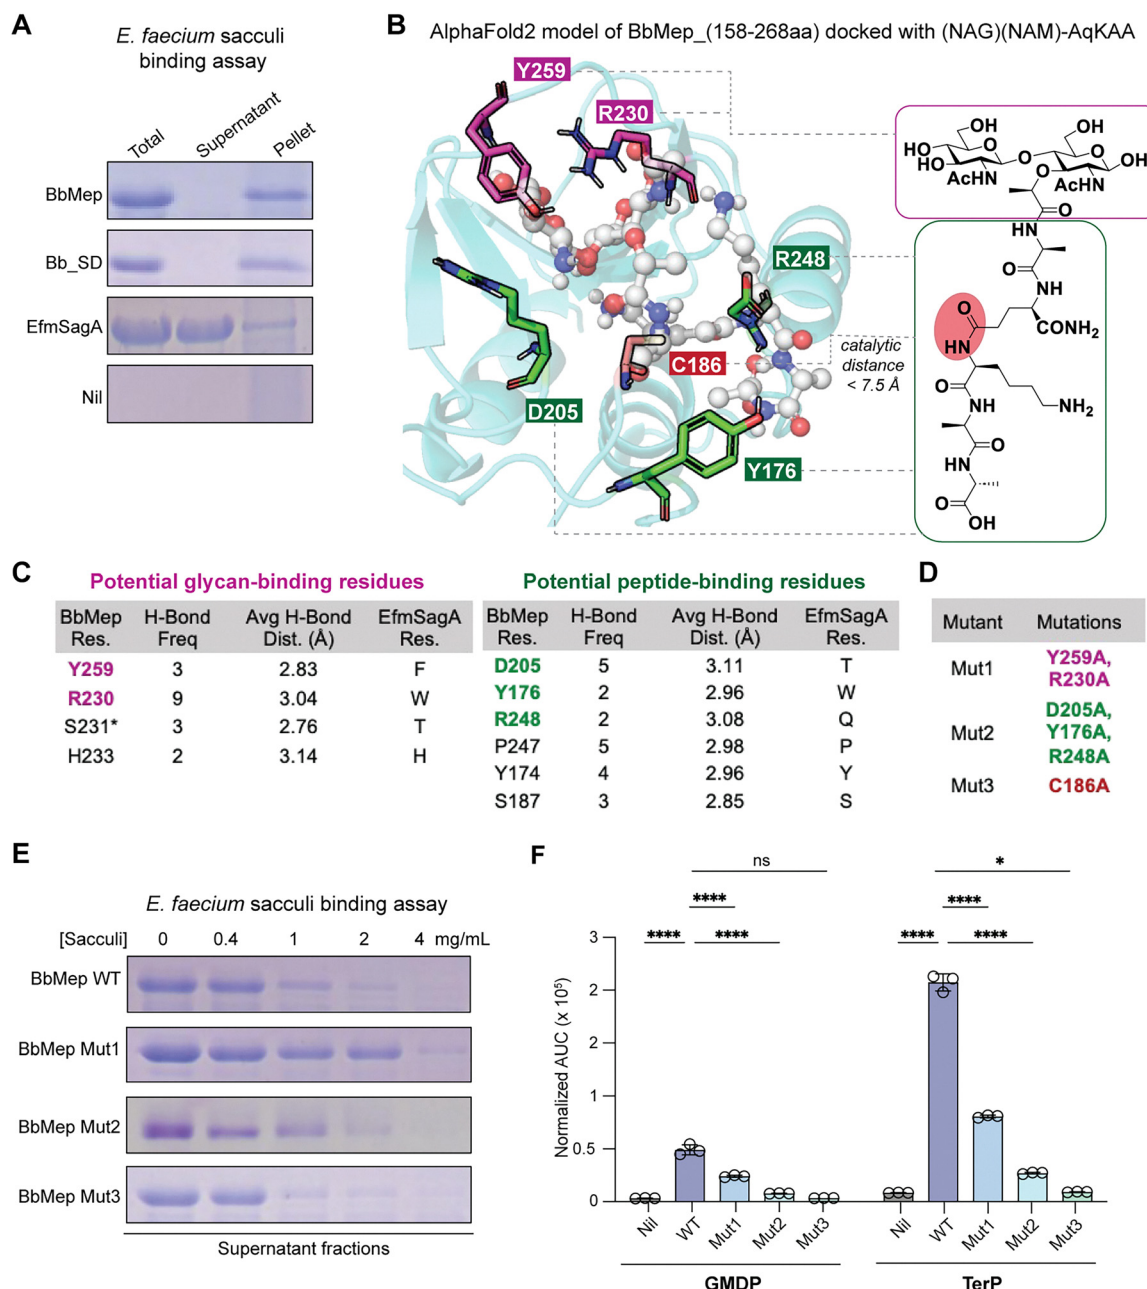 A
E. faecium sacculi
binding assay
Total
Supernatant
Pellet
BbMep
Bb_SD
EfmSagA
Nil
B
AlphaFold2 model of BbMep_(158-268aa) docked with (NAG)(NAM)-AqKAA
Y259
R230
R248
C186
D205
Y176
catalytic
distance
< 7.5 Å
OH
OH
HO
HO
AcHN
O
O
O
O
AcHN
OH
O
O
HN
O
NH
O
CONH2
HN
O
NH
NH2
O
HN
O
OH
C
Potential glycan-binding residues
BbMep Res. H-Bond Freq Avg H-Bond Dist. (Å) EfmSagA Res.
Y259 3 2.83 F
R230 9 3.04 W
S231* 3 2.76 T
H233 2 3.14 H
Potential peptide-binding residues
BbMep Res. H-Bond Freq Avg H-Bond Dist. (Å) EfmSagA Res.
D205 5 3.11 T
Y176 2 2.96 W
R248 2 3.08 Q
P247 5 2.98 P
Y174 4 2.96 Y
S187 3 2.85 S
D
Mutant Mutations
Mut1 Y259A, R230A
Mut2 D205A, Y176A, R248A
Mut3 C186A
E
E. faecium sacculi binding assay
[Sacculi] 0 0.4 1 2 4 mg/mL
BbMep WT
BbMep Mut1
BbMep Mut2
BbMep Mut3
Supernatant fractions
F
ns
*
****
****
****
****
****
****
Normalized AUC (x 10⁵)
3
2
2
1
0.5
0
Nil WT Mut1 Mut2 Mut3
Nil WT Mut1 Mut2 Mut3
GMDP
TerP